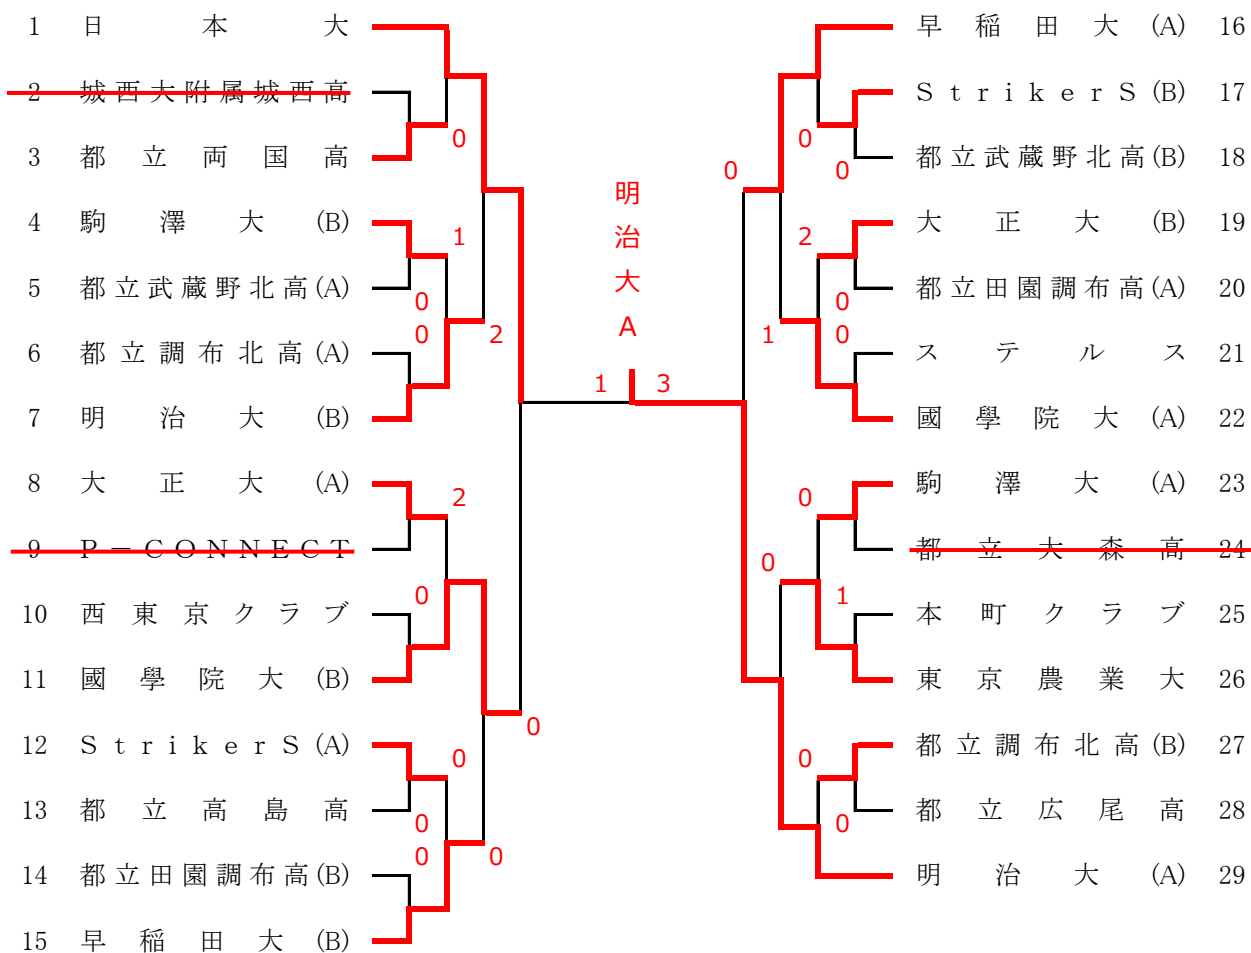 1 日本大
2 城西大附属城西高
0
3 都立両国高
4 駒澤大(B)
1
5 都立武蔵野北高(A)
0
0
2
6 都立調布北高(A)
7 明治大(B)
8 大正大(A)
2
9 P－CONNECT
10 西東京クラブ
0
11 國學院大(B)
0
12 StrikerS(A)
0
13 都立高島高
0
0
0
14 都立田園調布高(B)
15 早稲田大(B)
明治大A
1 3
早稲田大(A) 16
StrikerS(B) 17
0
都立武蔵野北高(B) 18
0
0
大正大(B) 19
2
都立田園調布高(A) 20
0
1
0
ステルス 21
國學院大(A) 22
駒澤大(A) 23
0
都立大森高 24
0
1
本町クラブ 25
東京農業大 26
都立調布北高(B) 27
0
都立広尾高 28
0
明治大(A) 29